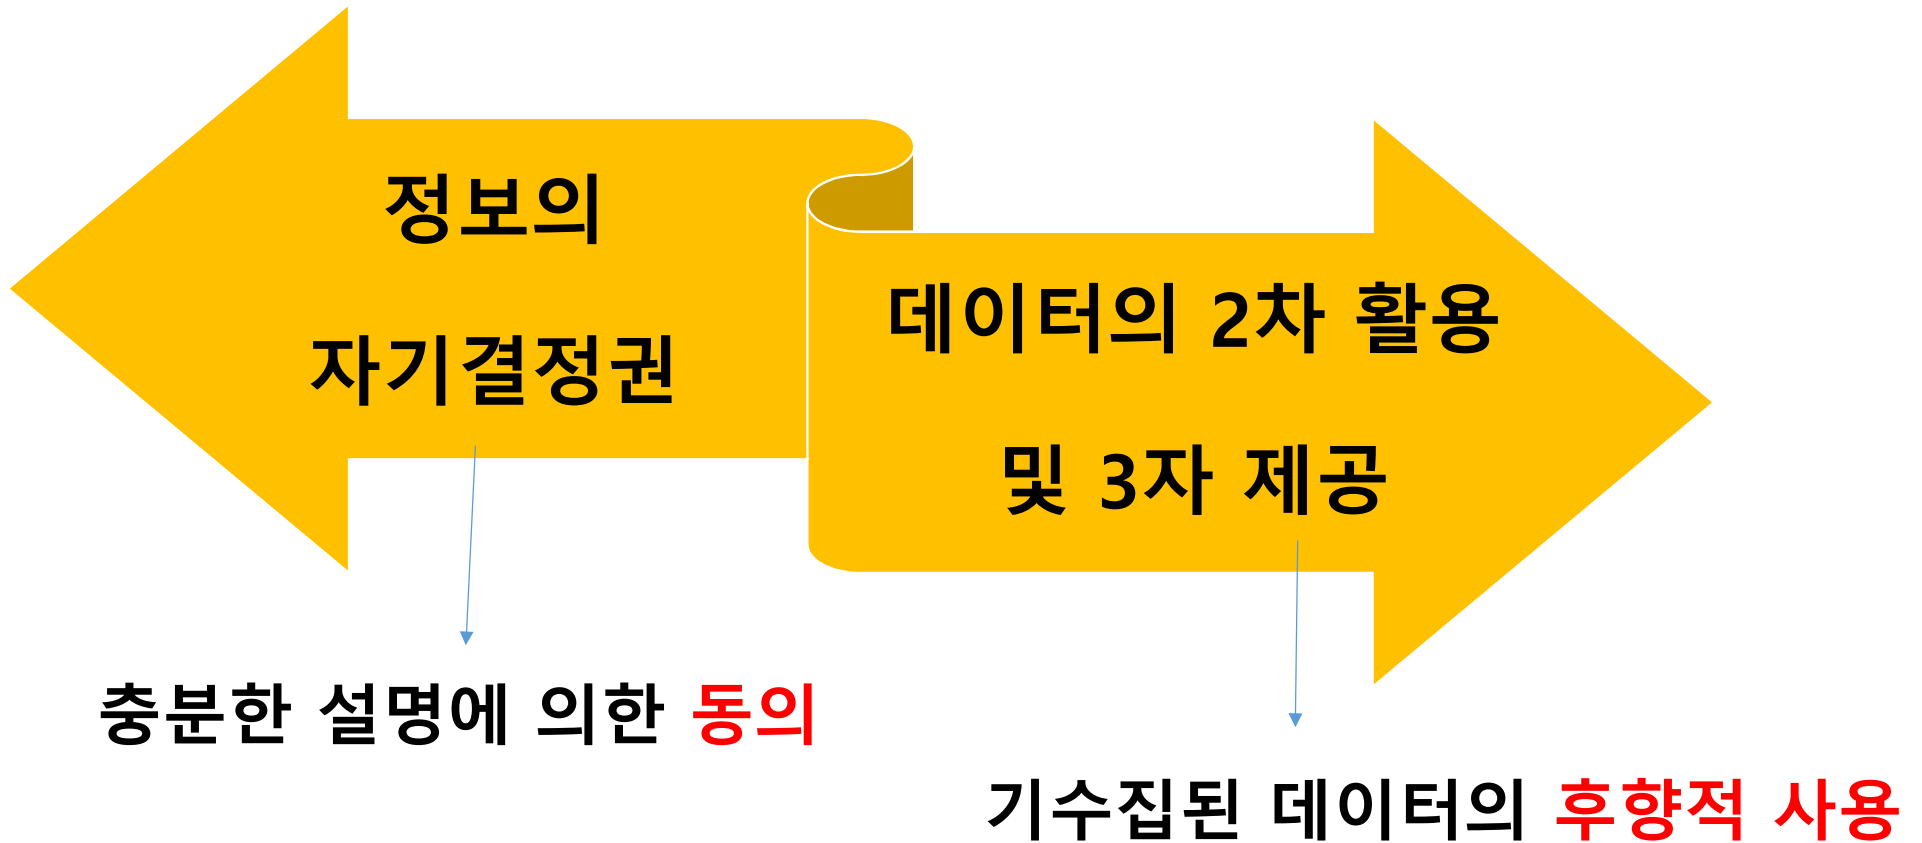 정보의
자기결정권
데이터의 2차 활용
및 3자 제공
충분한 설명에 의한 동의
기수집된 데이터의 후향적 사용